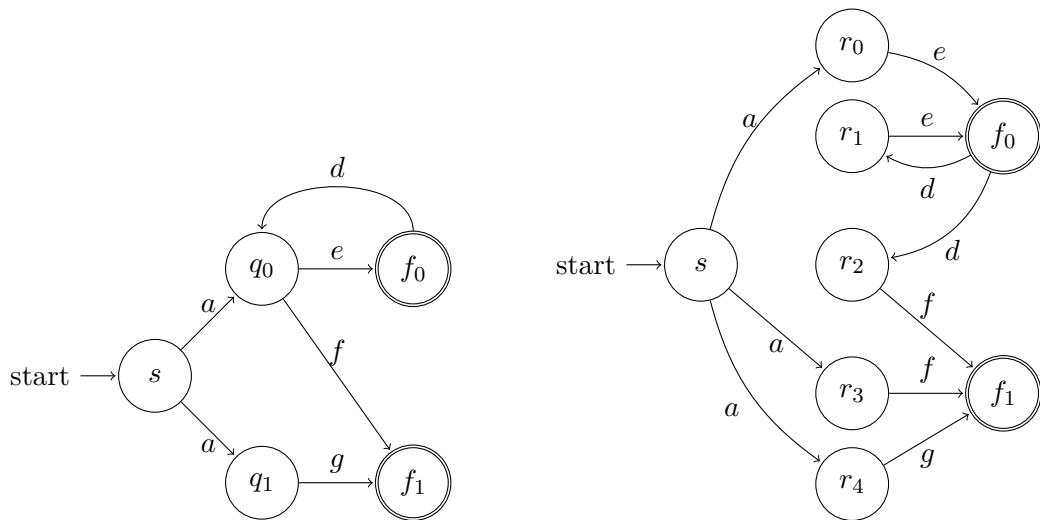 d
q0 e f0
a f
start s
a
q1 g f1
r0
e
a
r1 e f0
d
start s r2 d
f
a
r3 f f1
a
r4 g